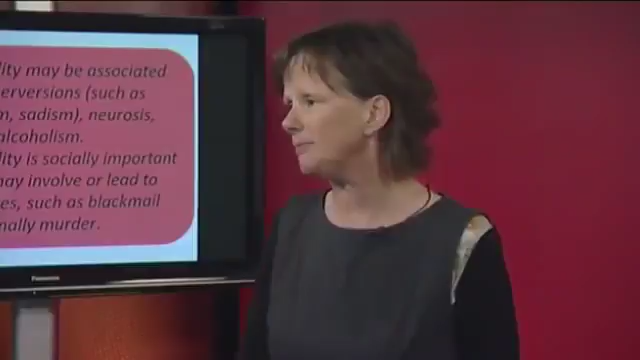 lity may be associated
erversions (such as
m, sadism), neurosis,
alcoholism.
lity is socially important
may involve or lead to
es, such as blackmail
nally murder.
Panasonic